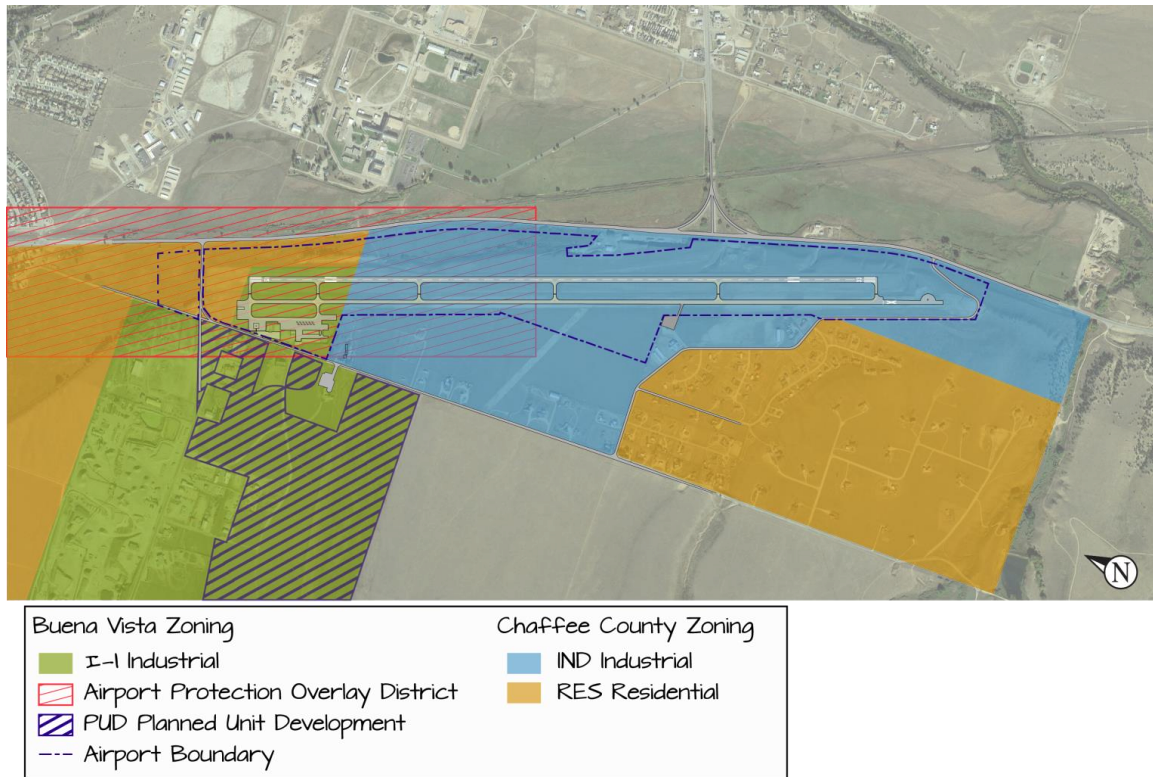 N
Buena Vista Zoning
I-1 Industrial
Airport Protection Overlay District
PUD Planned Unit Development
Airport Boundary
Chaffee County Zoning
IND Industrial
RES Residential